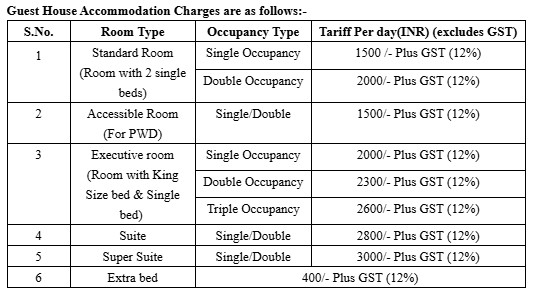 Guest House Accommodation Charges are as follows:-
S.No. Room Type Occupancy Type Tariff Per day(INR) (excludes GST)
1 Standard Room (Room with 2 single beds) Single Occupancy 1500 /- Plus GST (12%)
Double Occupancy 2000/- Plus GST (12%)
2 Accessible Room (For PWD) Single/Double 1500/- Plus GST (12%)
3 Executive room (Room with King Size bed & Single bed) Single Occupancy 2000/- Plus GST (12%)
Double Occupancy 2300/- Plus GST (12%)
Triple Occupancy 2600/- Plus GST (12%)
4 Suite Single/Double 2800/- Plus GST (12%)
5 Super Suite Single/Double 3000/- Plus GST (12%)
6 Extra bed 400/- Plus GST (12%)